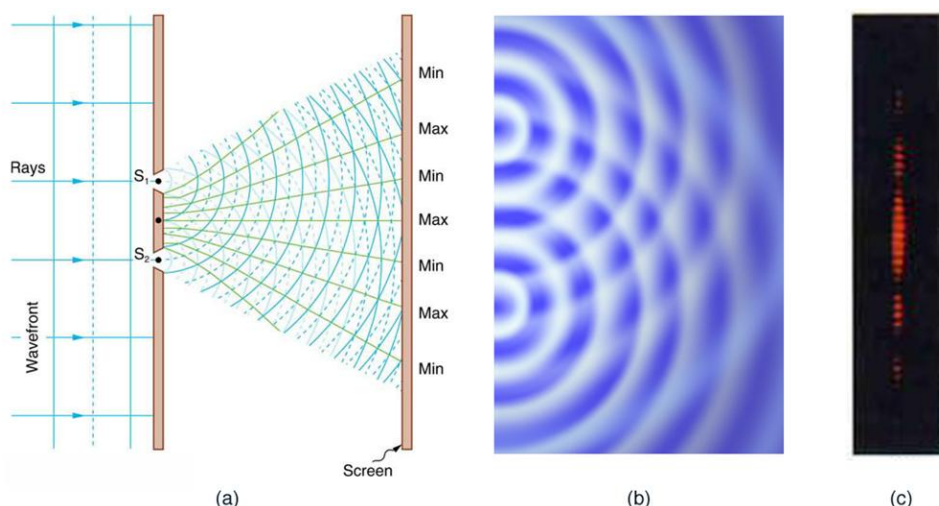 Rays
Wavefront
S1
S2
Min
Max
Min
Max
Min
Max
Min
Screen
(a)
(b)
(c)